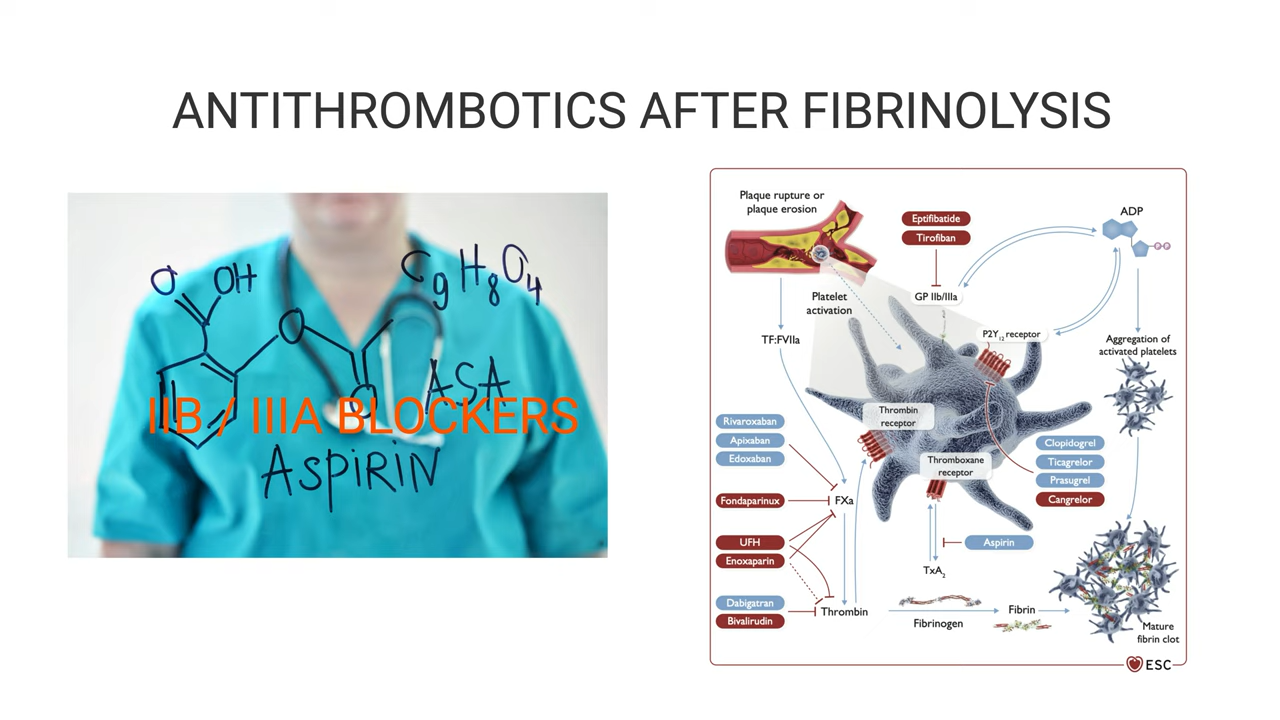 ANTITHROMBOTICS AFTER FIBRINOLYSIS
O
OH
O
C9H8O4
O
ASA
IIB / IIIA BLOCKERS
ASPIRIN
Plaque rupture or
plaque erosion
Eptifibatide
Tirofiban
ADP
P P
GP IIb/IIIa
Platelet
activation
TF:FVIIa
P2Y12 receptor
Aggregation of
activated platelets
Thrombin
receptor
Rivaroxaban
Apixaban
Edoxaban
Thromboxane
receptor
Clopidogrel
Ticagrelor
Prasugrel
Cangrelor
Fondaparinux
FXa
UFH
Enoxaparin
Aspirin
TxA2
Dabigatran
Bivalirudin
Thrombin
Fibrinogen
Fibrin
Mature
fibrin clot
ESC